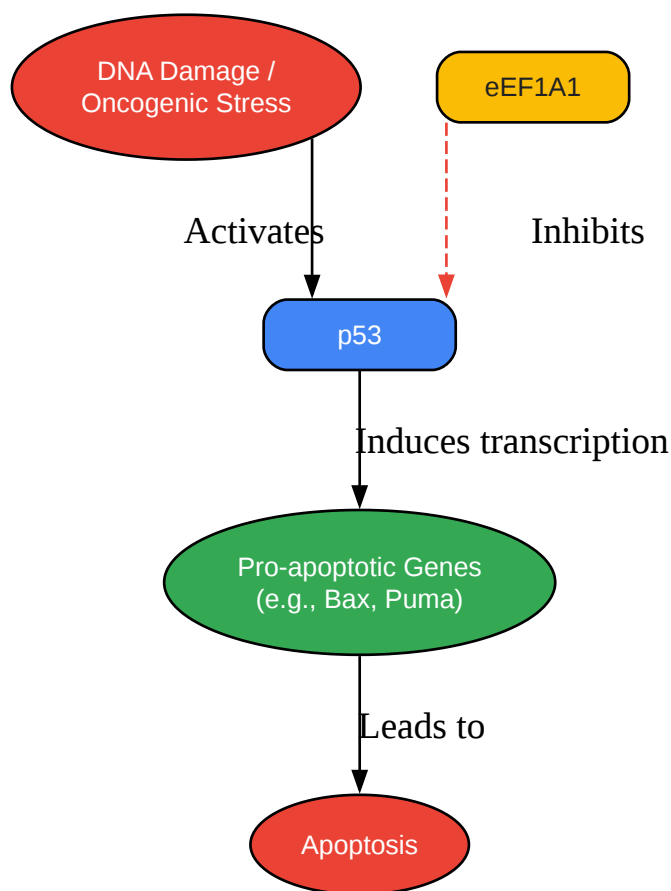 DNA Damage /
Oncogenic Stress
eEF1A1
Activates
Inhibits
p53
Induces transcription
Pro-apoptotic Genes
(e.g., Bax, Puma)
Leads to
Apoptosis